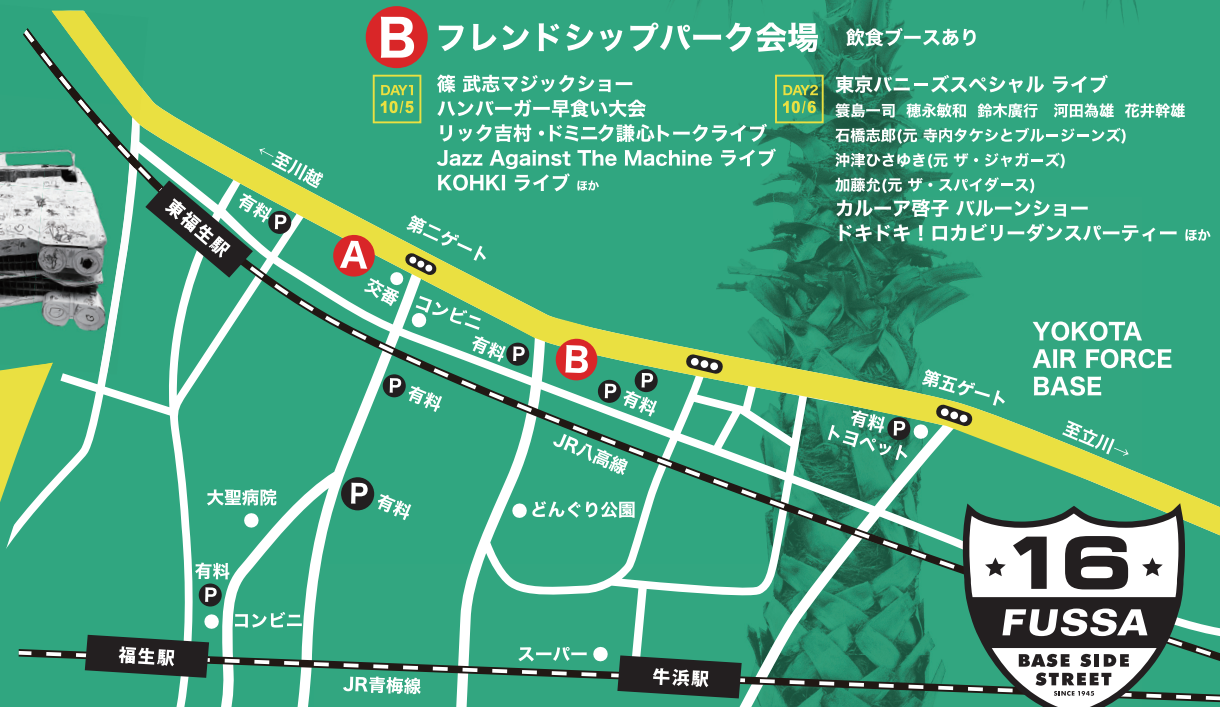 B フレンドシップパーク会場 飲食ブースあり
DAY1
10/5
篠 武志マジックショー
ハンバーガー早食い大会
リック吉村・ドミニク謙心トークライブ
Jazz Against The Machine ライブ
KOHKI ライブ ほか
DAY2
10/6
東京バニーズスペシャル ライブ
簑島一司 穂永敏和 鈴木廣行 河田為雄 花井幹雄
石橋志郎(元 寺内タケシとブルージーンズ)
沖津ひさゆき(元 ザ・ジャガーズ)
加藤允(元 ザ・スパイダース)
カルーア啓子 バルーンショー
ドキドキ！ロカビリーダンスパーティー ほか
←至川越
有料 P
東福生駅
A
第二ゲート
交番
コンビニ
有料 P
B
P
P 有料
P 有料
YOKOTA
AIR FORCE
BASE
第五ゲート
有料 P
トヨペット
至立川→
JR八高線
P 有料
大聖病院
どんぐり公園
有料
P
コンビニ
福生駅
JR青梅線
スーパー
牛浜駅
16
FUSSA
BASE SIDE
STREET
SINCE 1945